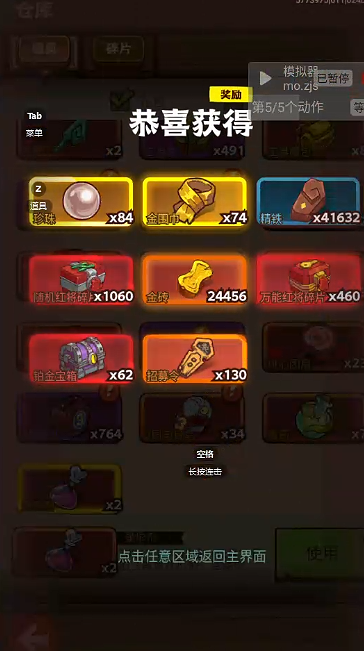 仓库
道具
碎片
模拟器
mo.zjs
已暂停
第5/5个动作
等
奖励
恭喜获得
Tab
菜单
x2
x491
Z
道具
珍珠
x84
金围巾
x74
精铁
x41632
随机红将碎片
x1060
金砖
24456
万能红将碎片
x460
铂金宝箱
x62
招募令
x130
x764
x34
空格
长按连击
x2
点击任意区域返回主界面
使用
x2